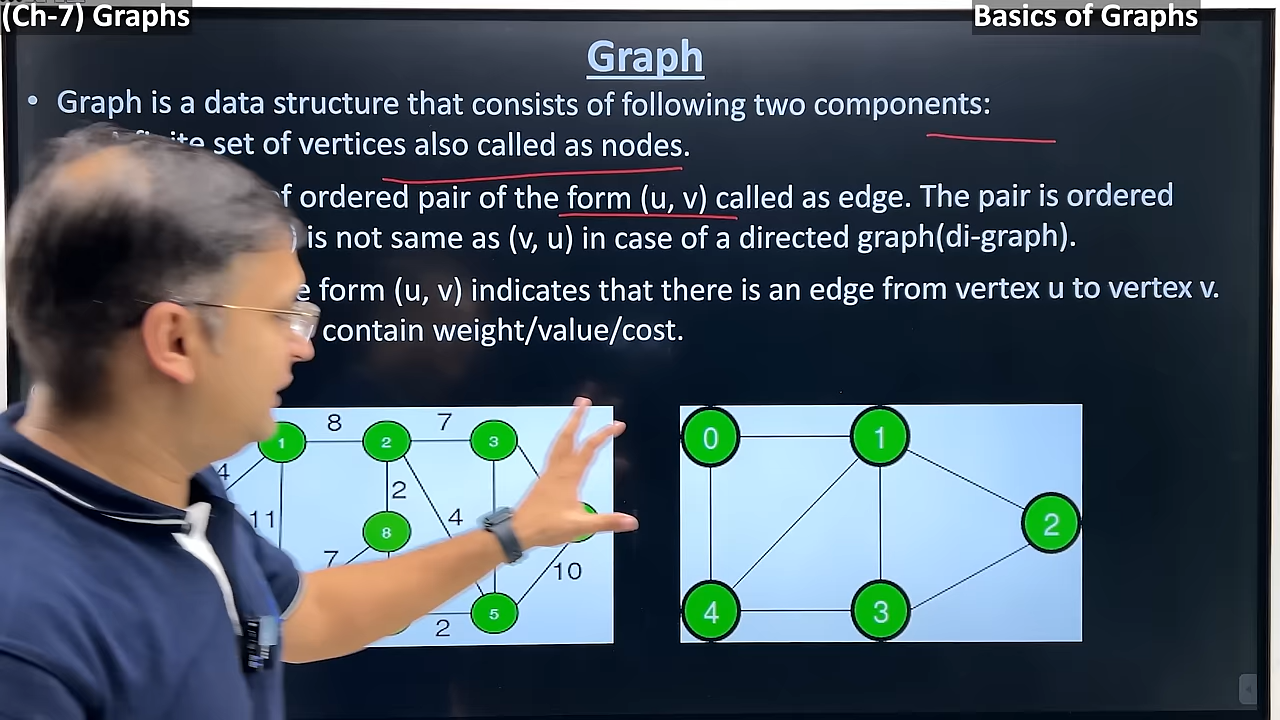 (Ch-7) Graphs
Basics of Graphs
Graph
• Graph is a data structure that consists of following two components:
set of vertices also called as nodes.
of ordered pair of the form (u, v) called as edge. The pair is ordered
is not same as (v, u) in case of a directed graph(di-graph).
form (u, v) indicates that there is an edge from vertex u to vertex v.
contain weight/value/cost.
8 7
1 2 3
4
2
11 8 4
7
10
5
2
0 1
2
4 3